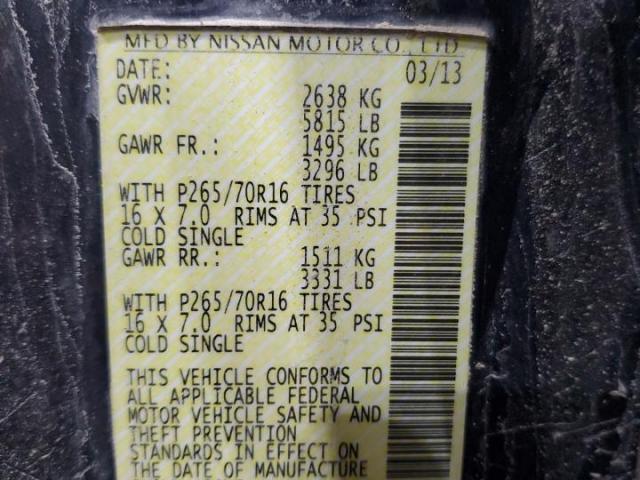 MFD BY NISSAN MOTOR CO., LTD
DATE: 03/13
GVWR: 2638 KG
5815 LB
GAWR FR.: 1495 KG
3296 LB
WITH P265/70R16 TIRES
16 X 7.0 RIMS AT 35 PSI
COLD SINGLE
GAWR RR.: 1511 KG
3331 LB
WITH P265/70R16 TIRES
16 X 7.0 RIMS AT 35 PSI
COLD SINGLE
THIS VEHICLE CONFORMS TO
ALL APPLICABLE FEDERAL
MOTOR VEHICLE SAFETY AND
THEFT PREVENTION
STANDARDS IN EFFECT ON
THE DATE OF MANUFACTURE